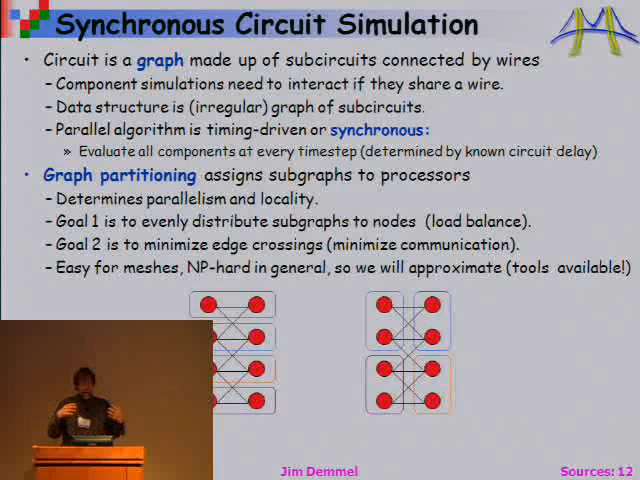 Synchronous Circuit Simulation
• Circuit is a graph made up of subcircuits connected by wires
– Component simulations need to interact if they share a wire.
– Data structure is (irregular) graph of subcircuits.
– Parallel algorithm is timing-driven or synchronous:
» Evaluate all components at every timestep (determined by known circuit delay)
• Graph partitioning assigns subgraphs to processors
– Determines parallelism and locality.
– Goal 1 is to evenly distribute subgraphs to nodes (load balance).
– Goal 2 is to minimize edge crossings (minimize communication).
– Easy for meshes, NP-hard in general, so we will approximate (tools available!)
Jim Demmel
Sources: 12